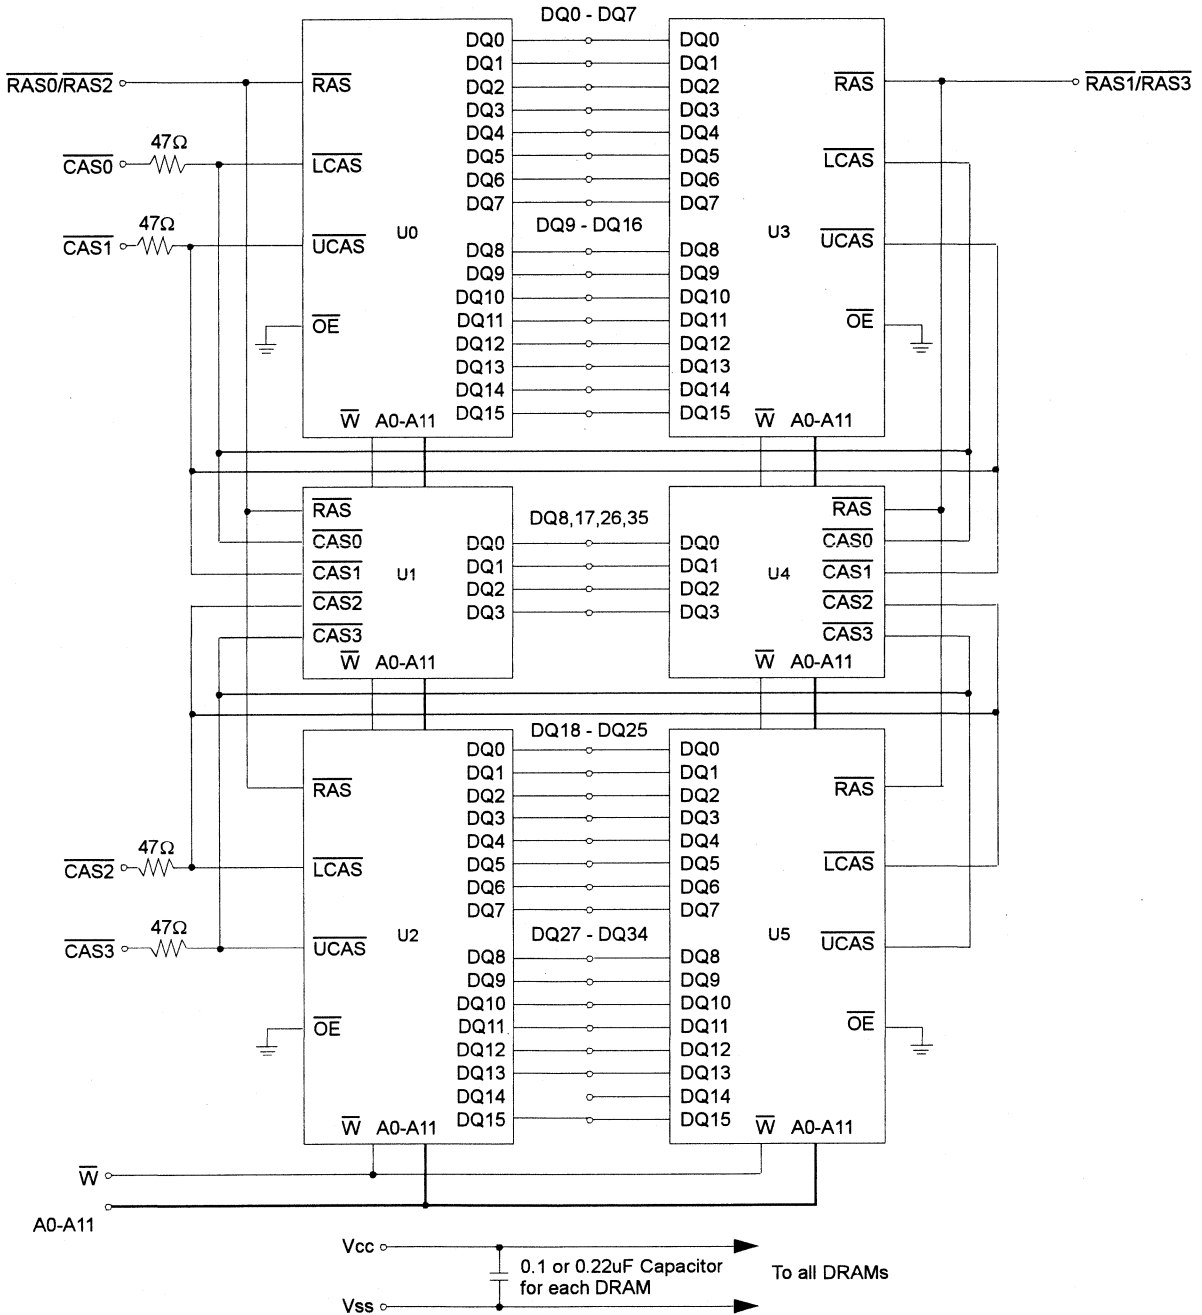 DQ0 - DQ7
RAS0/RAS2
47Ω
CAS0
47Ω
CAS1
RAS
LCAS
UCAS
OE
U0
W A0-A11
DQ0
DQ1
DQ2
DQ3
DQ4
DQ5
DQ6
DQ7
DQ9 - DQ16
DQ8
DQ9
DQ10
DQ11
DQ12
DQ13
DQ14
DQ15
DQ0
DQ1
DQ2
DQ3
DQ4
DQ5
DQ6
DQ7
DQ8
DQ9
DQ10
DQ11
DQ12
DQ13
DQ14
DQ15
U3
RAS
LCAS
UCAS
OE
W A0-A11
RAS1/RAS3
RAS
CAS0
CAS1
CAS2
CAS3
U1
W A0-A11
DQ8,17,26,35
DQ0
DQ1
DQ2
DQ3
DQ0
DQ1
DQ2
DQ3
U4
RAS
CAS0
CAS1
CAS2
CAS3
W A0-A11
DQ18 - DQ25
47Ω
CAS2
47Ω
CAS3
RAS
LCAS
UCAS
OE
U2
W A0-A11
DQ0
DQ1
DQ2
DQ3
DQ4
DQ5
DQ6
DQ7
DQ27 - DQ34
DQ8
DQ9
DQ10
DQ11
DQ12
DQ13
DQ14
DQ15
DQ0
DQ1
DQ2
DQ3
DQ4
DQ5
DQ6
DQ7
DQ8
DQ9
DQ10
DQ11
DQ12
DQ13
DQ14
DQ15
U5
RAS
LCAS
UCAS
OE
W A0-A11
W
A0-A11
Vcc
0.1 or 0.22uF Capacitor
for each DRAM
To all DRAMs
Vss